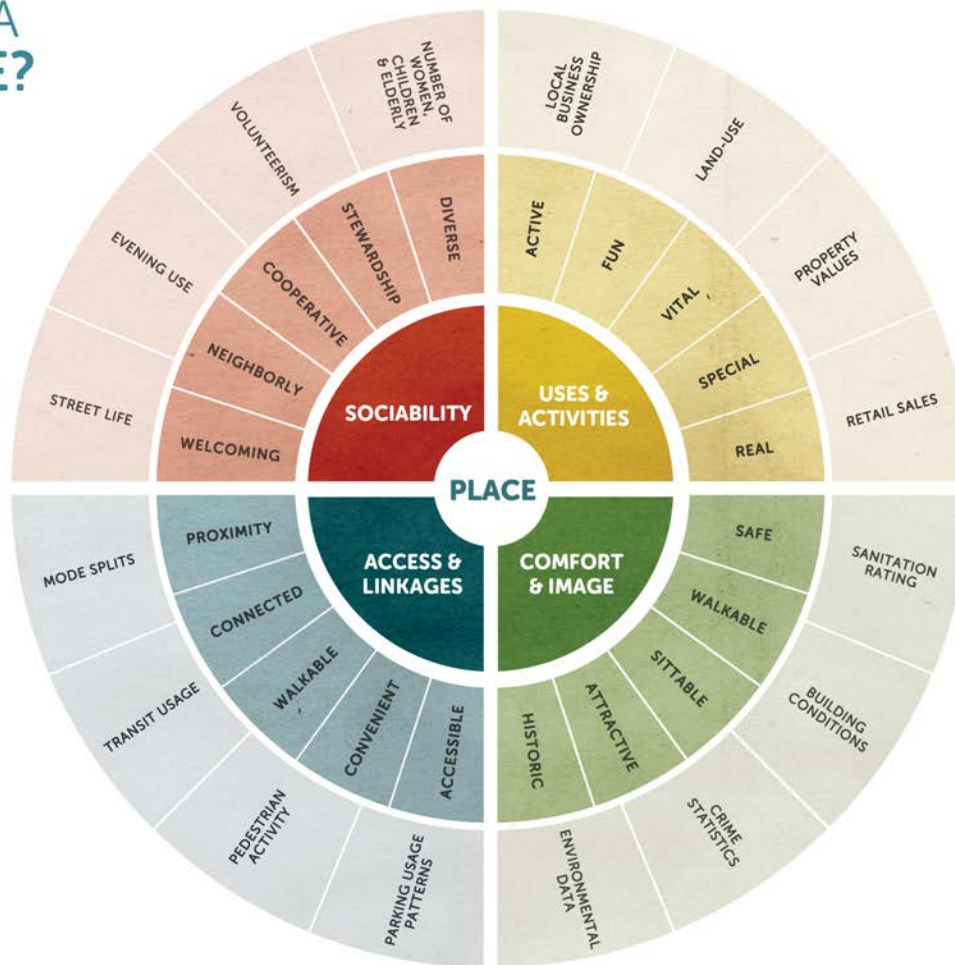 A
E?
NUMBER OF
WOMEN,
CHILDREN
& ELDERLY
VOLUNTEERISM
EVENING USE
STREET LIFE
DIVERSE
STEWARDSHIP
COOPERATIVE
NEIGHBORLY
WELCOMING
SOCIABILITY
LOCAL
BUSINESS
OWNERSHIP
LAND-USE
PROPERTY
VALUES
RETAIL SALES
ACTIVE
FUN
VITAL
SPECIAL
REAL
USES &
ACTIVITIES
PLACE
ACCESS &
LINKAGES
PROXIMITY
CONNECTED
WALKABLE
CONVENIENT
ACCESSIBLE
MODE SPLITS
TRANSIT USAGE
PEDESTRIAN
ACTIVITY
PARKING USAGE
PATTERNS
COMFORT
& IMAGE
SAFE
WALKABLE
SITTABLE
ATTRACTIVE
HISTORIC
SANITATION
RATING
BUILDING
CONDITIONS
CRIME
STATISTICS
ENVIRONMENTAL
DATA